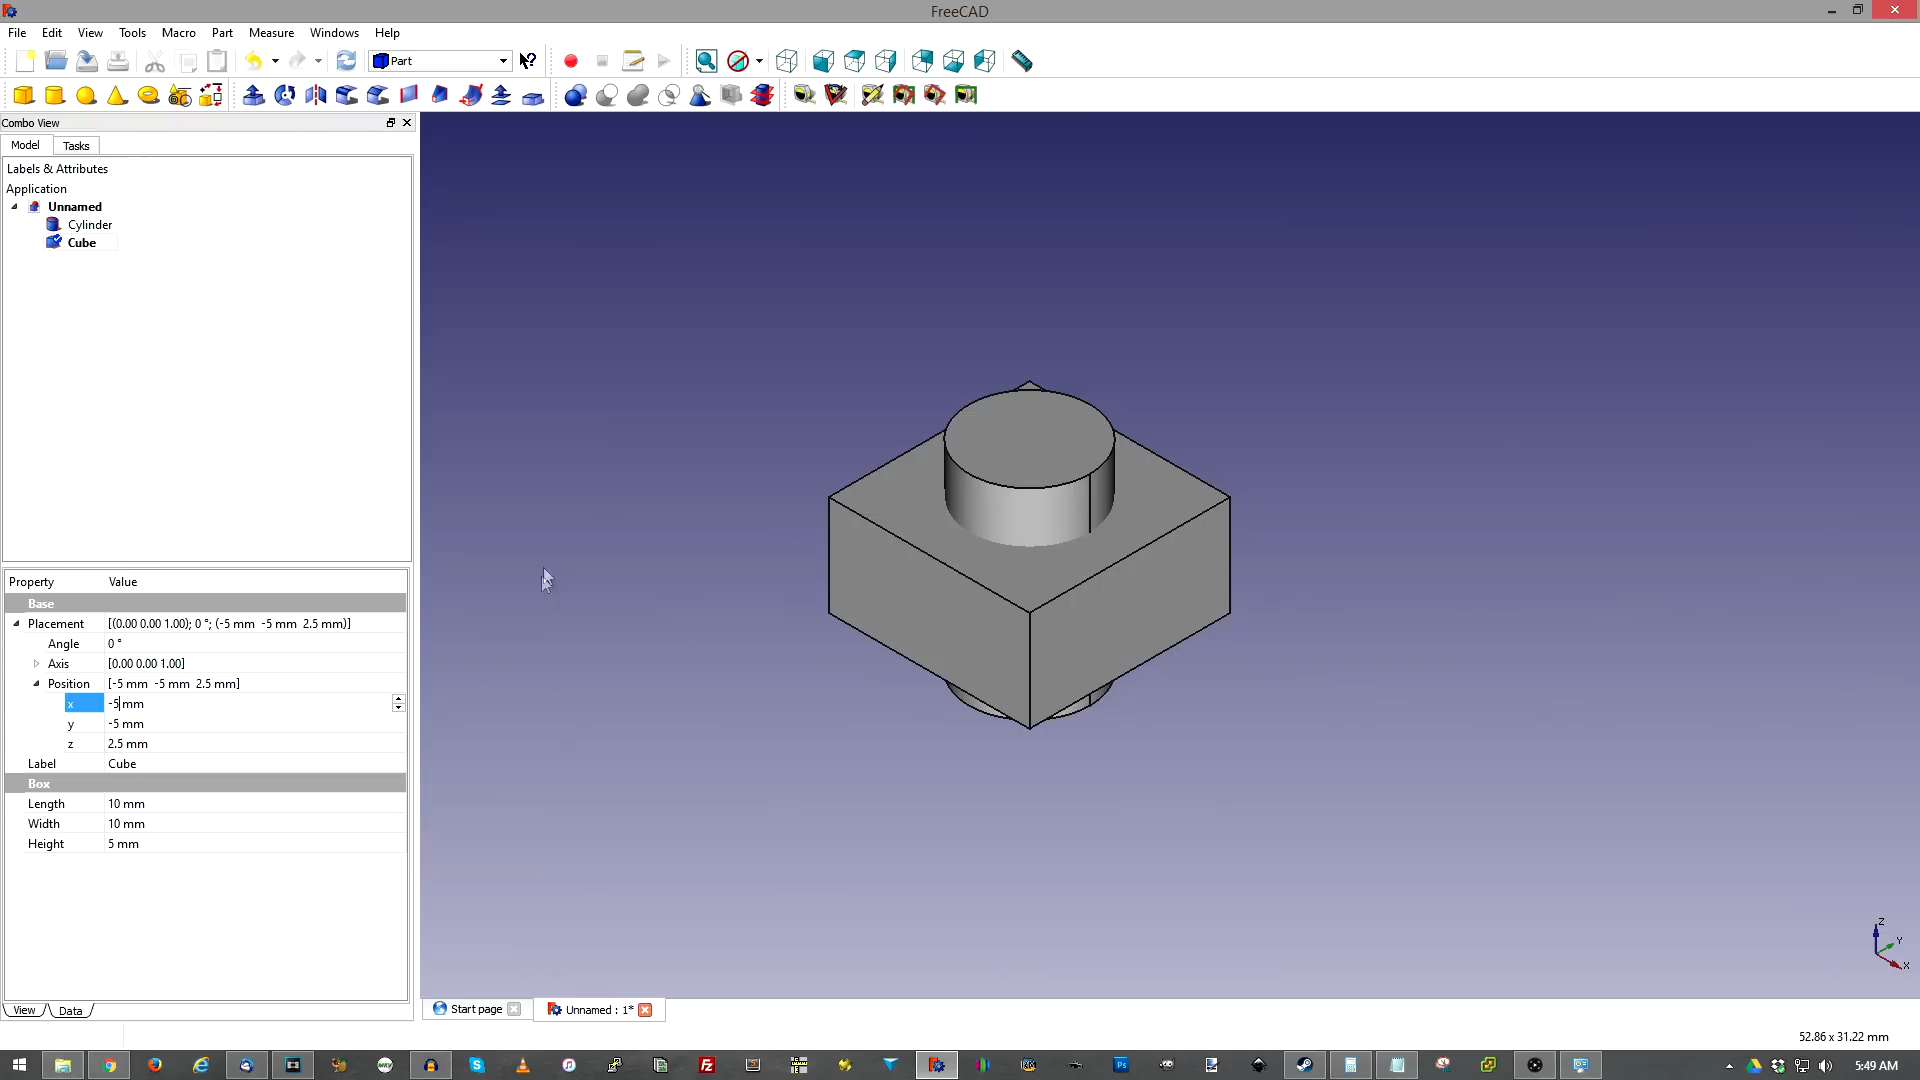 FreeCAD
File Edit View Tools Macro Part Measure Windows Help
Part
Combo View
Model Tasks
Labels & Attributes
Application
Unnamed
Cylinder
Cube
Property Value
Base
Placement [(0.00 0.00 1.00); 0 °; (-5 mm -5 mm 2.5 mm)]
Angle 0 °
Axis [0.00 0.00 1.00]
Position [-5 mm -5 mm 2.5 mm]
x -5 mm
y -5 mm
z 2.5 mm
Label Cube
Box
Length 10 mm
Width 10 mm
Height 5 mm
Z
Y
X
View Data
Start page Unnamed : 1*
52.86 x 31.22 mm
5:49 AM